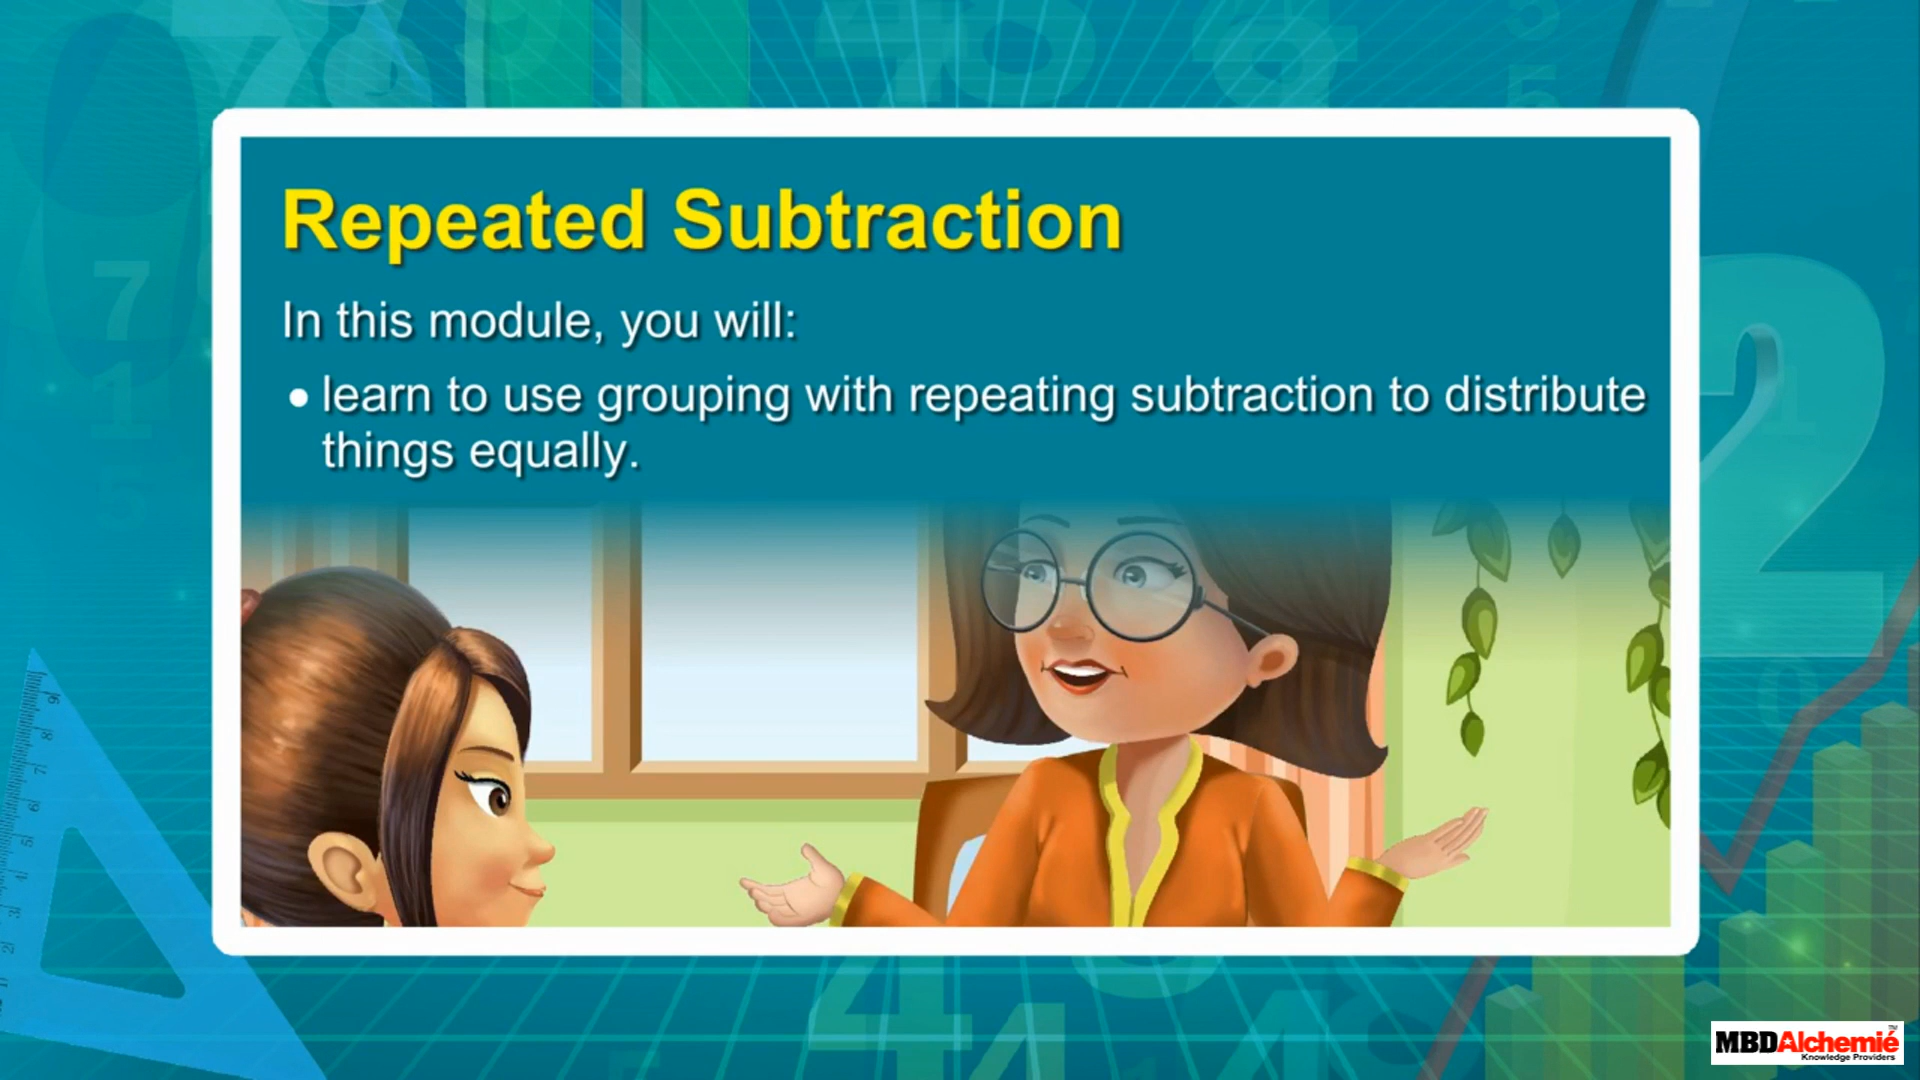 Repeated Subtraction
In this module, you will:
• learn to use grouping with repeating subtraction to distribute
things equally.
MBDAlchemié™
Knowledge Providers